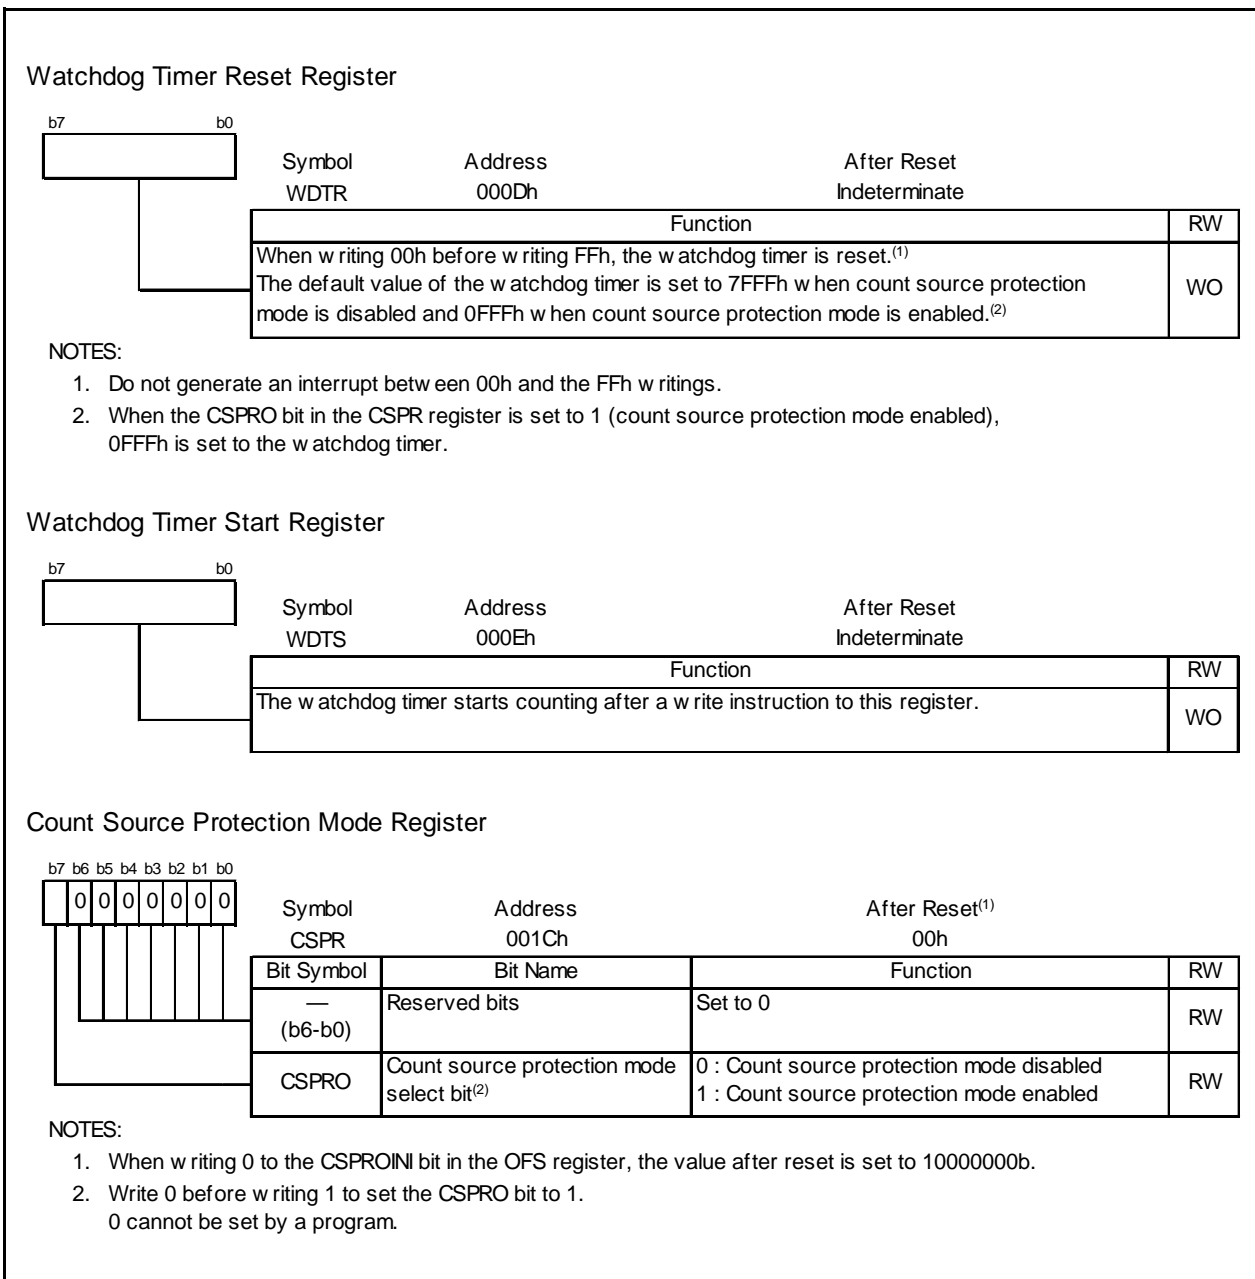 Watchdog Timer Reset Register
b7 b0
Symbol Address After Reset
WDTR 000Dh Indeterminate
Function RW
When writing 00h before writing FFh, the watchdog timer is reset.(1)
The default value of the watchdog timer is set to 7FFFh when count source protection
mode is disabled and 0FFFh when count source protection mode is enabled.(2)
WO
NOTES:
1. Do not generate an interrupt between 00h and the FFh writings.
2. When the CSPRO bit in the CSPR register is set to 1 (count source protection mode enabled),
0FFFh is set to the watchdog timer.
Watchdog Timer Start Register
b7 b0
Symbol Address After Reset
WDTS 000Eh Indeterminate
Function RW
The watchdog timer starts counting after a write instruction to this register.
WO
Count Source Protection Mode Register
b7 b6 b5 b4 b3 b2 b1 b0
0 0 0 0 0 0 0
Symbol Address After Reset(1)
CSPR 001Ch 00h
Bit Symbol Bit Name Function RW
— Reserved bits Set to 0
(b6-b0)
RW
CSPRO
Count source protection mode 0 : Count source protection mode disabled
select bit(2) 1 : Count source protection mode enabled
RW
NOTES:
1. When writing 0 to the CSPROINI bit in the OFS register, the value after reset is set to 10000000b.
2. Write 0 before writing 1 to set the CSPRO bit to 1.
0 cannot be set by a program.